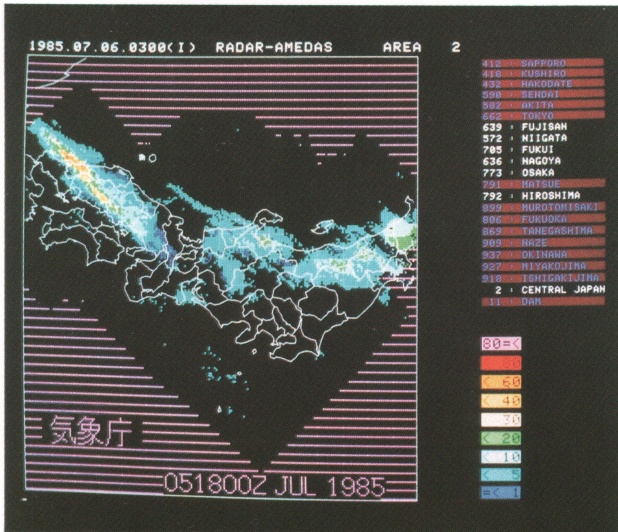 1985.07.06.0300(I) RADAR-AMEDAS AREA 2
412 : SAPPORO
418 : KUSHIRO
432 : HAKODATE
590 : SENDAI
582 : AKITA
662 : TOKYO
639 : FUJISAN
572 : NIIGATA
705 : FUKUI
636 : NAGOYA
773 : OSAKA
791 : MATSUE
792 : HIROSHIMA
899 : MUROTOMISAKI
806 : FUKUOKA
869 : TANEGASHIMA
909 : NAZE
937 : OKINAWA
927 : MIYAKOJIMA
918 : ISHIGAKIJIMA
2 : CENTRAL JAPAN
11 : DAM
80=<
< 80
< 60
< 40
< 30
< 20
< 10
< 5
=< 1
気象庁
051800Z JUL 1985